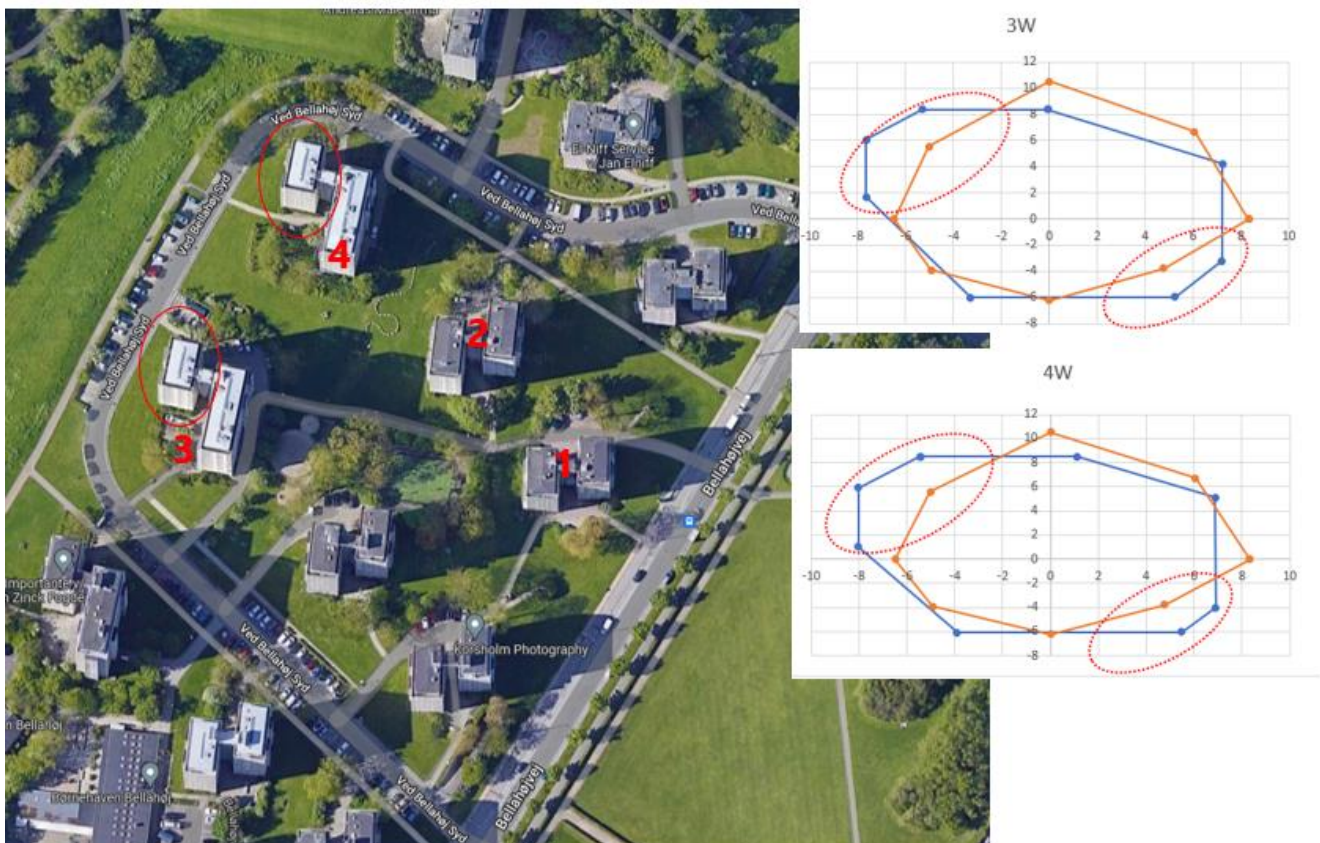 Ved Bellahøj Syd
El-Niff Service
v/Jan Elniff
Ved Bellahøj Syd
Ved Bellahøj Syd
Ved Bella
Ved Bellahøj Syd
4
2
3
1
Bellahøjvej
Importantly
Zinck Fogde
Korsholm Photography
Ved Bellahøj Syd
Bellahøj
Børnehaven Bellahøj
Ved Bellahøj Syd
Bellahøjvej
3W
12
10
8
6
4
2
0
-10 -8 -6 -4 -2 0 2 4 6 8 10
-2
-4
-6
-8
4W
12
10
8
6
4
2
0
-10 -8 -6 -4 -2 0 2 4 6 8 10
-2
-4
-6
-8